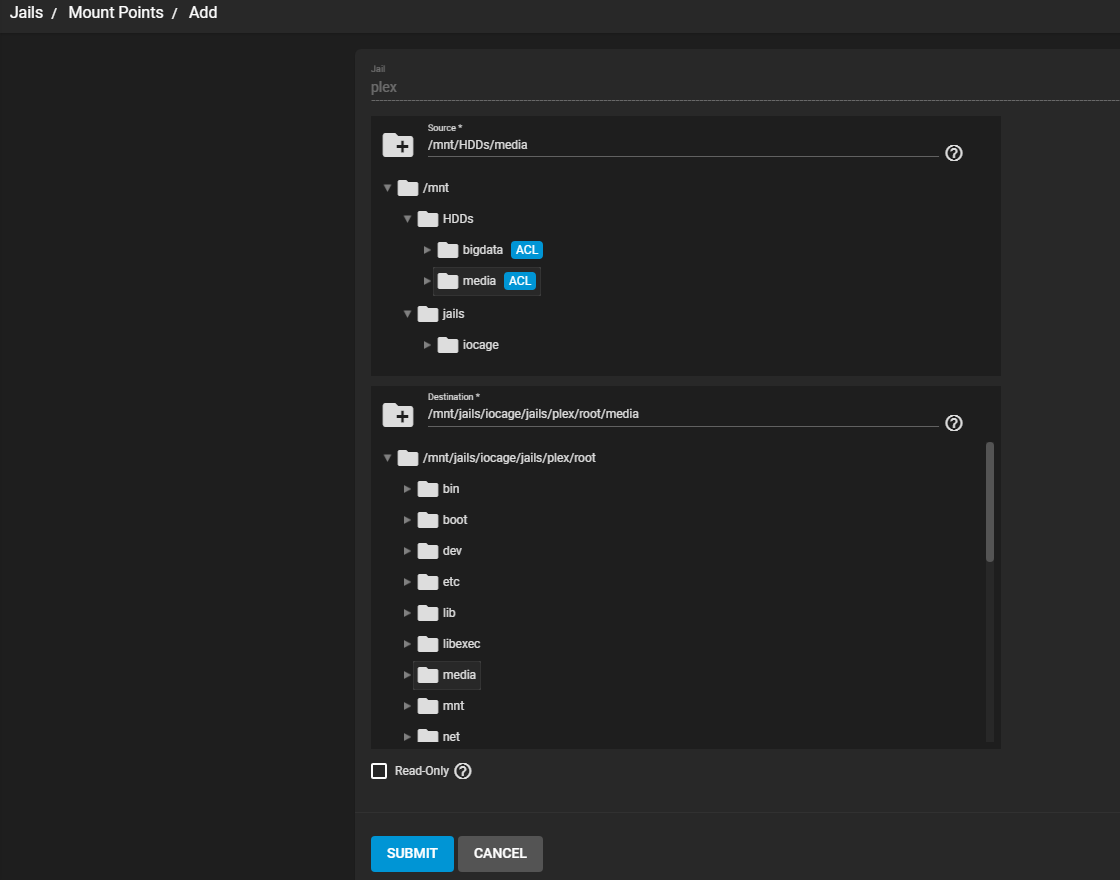 Jails / Mount Points / Add
Jail
plex
Source *
/mnt/HDDs/media
/mnt
HDDs
bigdata ACL
media ACL
jails
iocage
Destination *
/mnt/jails/iocage/jails/plex/root/media
/mnt/jails/iocage/jails/plex/root
bin
boot
dev
etc
lib
libexec
media
mnt
net
Read-Only
SUBMIT CANCEL